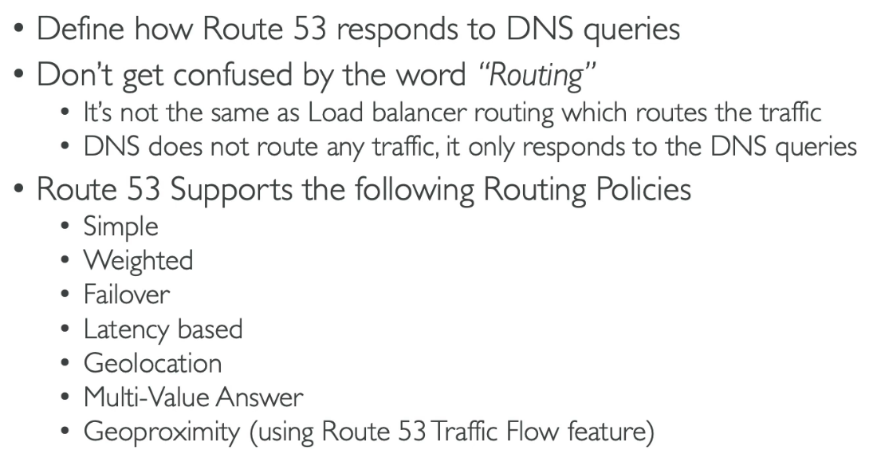 • Define how Route 53 responds to DNS queries
• Don't get confused by the word “Routing”
• It's not the same as Load balancer routing which routes the traffic
• DNS does not route any traffic, it only responds to the DNS queries
• Route 53 Supports the following Routing Policies
• Simple
• Weighted
• Failover
• Latency based
• Geolocation
• Multi-Value Answer
• Geoproximity (using Route 53 Traffic Flow feature)